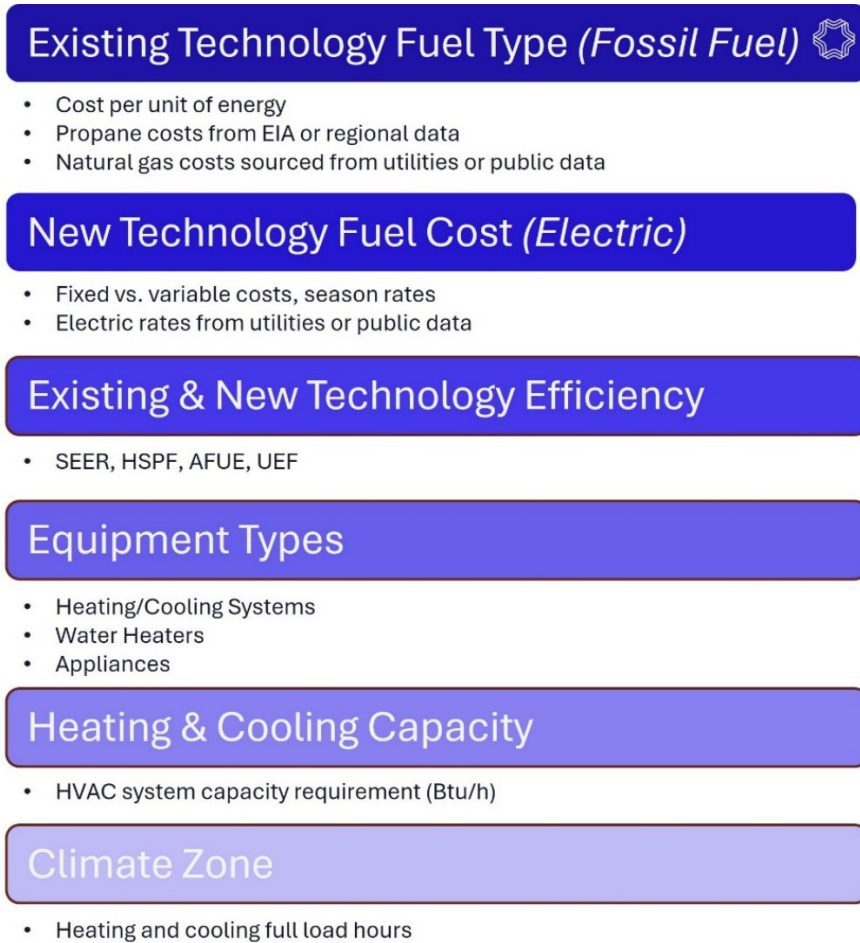 Existing Technology Fuel Type (Fossil Fuel)
• Cost per unit of energy
• Propane costs from EIA or regional data
• Natural gas costs sourced from utilities or public data
New Technology Fuel Cost (Electric)
• Fixed vs. variable costs, season rates
• Electric rates from utilities or public data
Existing & New Technology Efficiency
• SEER, HSPF, AFUE, UEF
Equipment Types
• Heating/Cooling Systems
• Water Heaters
• Appliances
Heating & Cooling Capacity
• HVAC system capacity requirement (Btu/h)
Climate Zone
• Heating and cooling full load hours